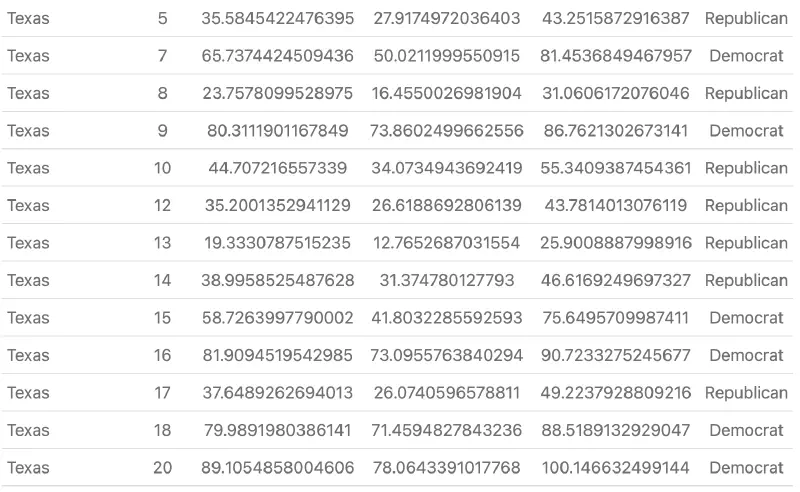 Texas 5 35.5845422476395 27.9174972036403 43.2515872916387 Republican
Texas 7 65.7374424509436 50.0211999550915 81.4536849467957 Democrat
Texas 8 23.7578099528975 16.4550026981904 31.0606172076046 Republican
Texas 9 80.3111901167849 73.8602499662556 86.7621302673141 Democrat
Texas 10 44.707216557339 34.0734943692419 55.3409387454361 Republican
Texas 12 35.2001352941129 26.6188692806139 43.7814013076119 Republican
Texas 13 19.3330787515235 12.7652687031554 25.9008887998916 Republican
Texas 14 38.9958525487628 31.374780127793 46.6169249697327 Republican
Texas 15 58.7263997790002 41.8032285592593 75.6495709987411 Democrat
Texas 16 81.9094519542985 73.0955763840294 90.7233275245677 Democrat
Texas 17 37.6489262694013 26.0740596578811 49.2237928809216 Republican
Texas 18 79.9891980386141 71.4594827843236 88.5189132929047 Democrat
Texas 20 89.1054858004606 78.0643391017768 100.146632499144 Democrat